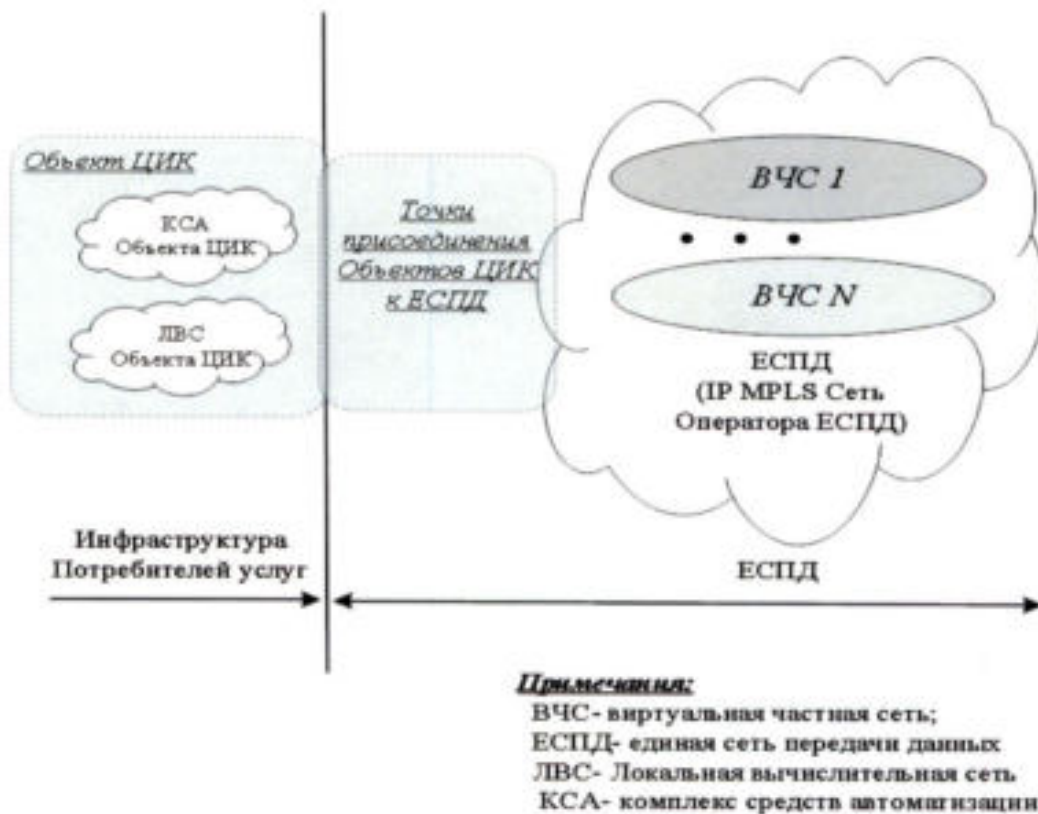 Объект ЦИК
КСА
Объекта ЦИК
ЛВС
Объекта ЦИК
Точки
присоединения
Объектов ЦИК
к ЕСПД
ВЧС 1
ВЧС N
ЕСПД
(IP MPLS Сеть
Оператора ЕСПД)
Инфраструктура
Потребителей услуг
ЕСПД
Примечания:
ВЧС- виртуальная частная сеть;
ЕСПД- единая сеть передачи данных
ЛВС- Локальная вычислительная сеть
КСА- комплекс средств автоматизации